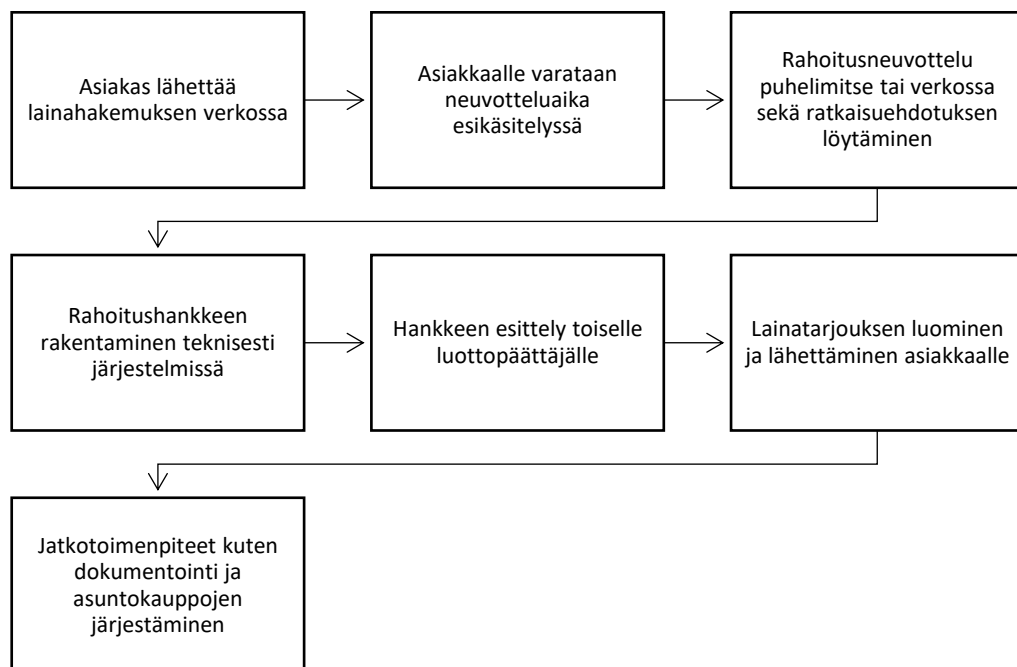 Asiakas lähettää
lainahakemuksen verkossa
Asiakkaalle varataan
neuvotteluaika
esikäsitelyssä
Rahoitusneuvottelu
puhelimitse tai verkossa
sekä ratkaisuehdotuksen
löytäminen
Rahoitushankkeen
rakentaminen teknisesti
järjestelmissä
Hankkeen esittely toiselle
luottopäättäjälle
Lainatarjouksen luominen
ja lähettäminen asiakkaalle
Jatkotoimenpiteet kuten
dokumentointi ja
asuntokauppojen
järjestäminen